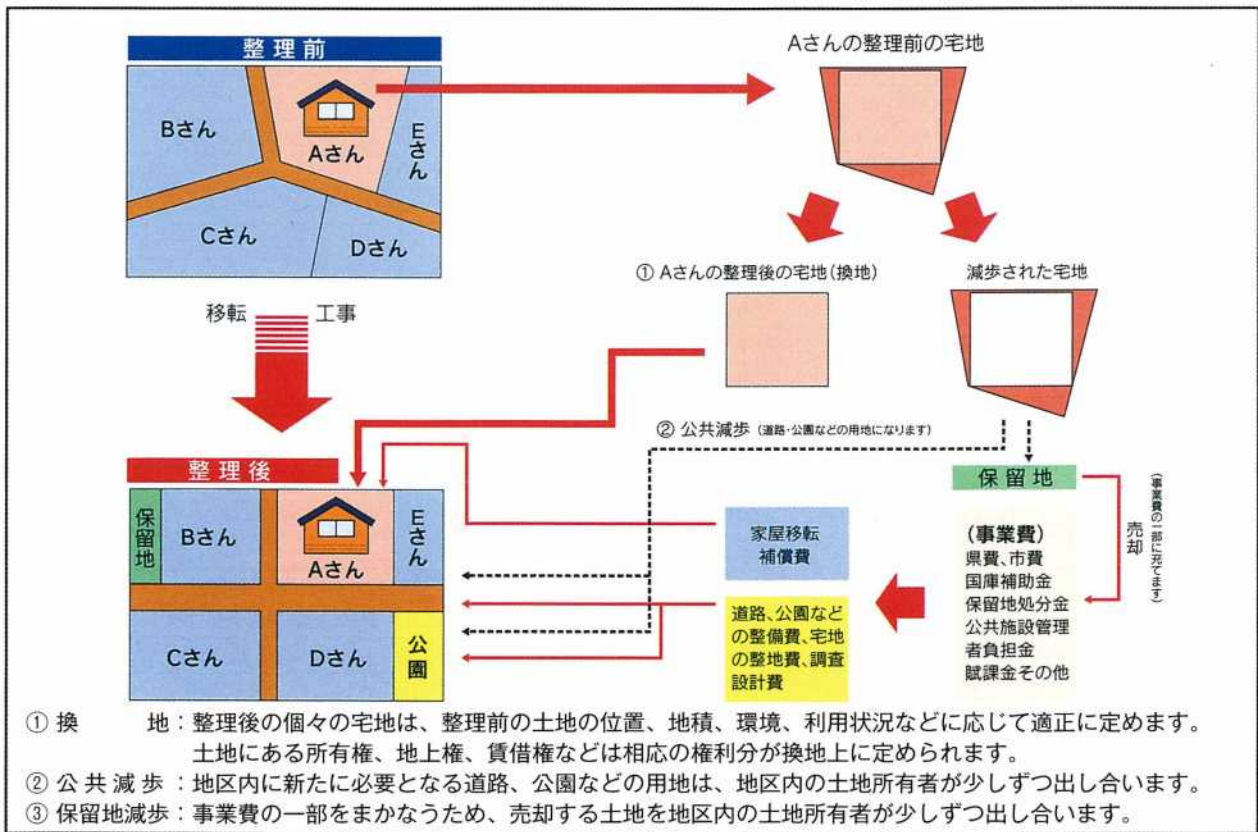 整理前
Aさんの整理前の宅地
Bさん
Aさん
Eさん
Cさん
Dさん
① Aさんの整理後の宅地(換地)
減歩された宅地
移転
工事
② 公共減歩 (道路・公園などの用地になります)
整理後
保留地
Bさん
Aさん
Eさん
Cさん
Dさん
公園
家屋移転
補償費
道路、公園など
の整備費、宅地
の整地費、調査
設計費
保留地
(事業費)
県費、市費
国庫補助金
保留地処分金
公共施設管理
者負担金
賦課金その他
売却
(事業費の一部に充てます)
① 換　　　地：整理後の個々の宅地は、整理前の土地の位置、地積、環境、利用状況などに応じて適正に定めます。
土地にある所有権、地上権、賃借権などは相応の権利分が換地上に定められます。
② 公共減歩：地区内に新たに必要となる道路、公園などの用地は、地区内の土地所有者が少しずつ出し合います。
③ 保留地減歩：事業費の一部をまかなうため、売却する土地を地区内の土地所有者が少しずつ出し合います。